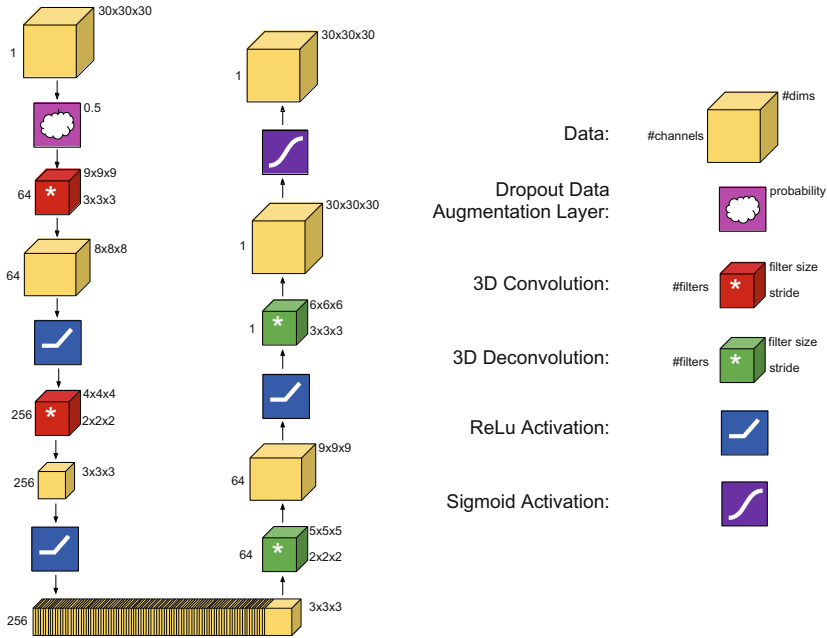 30x30x30
1
0.5
9x9x9
64
*
3x3x3
8x8x8
64
4x4x4
256
*
2x2x2
3x3x3
256
256
3x3x3
30x30x30
1
30x30x30
1
6x6x6
1
*
3x3x3
9x9x9
64
5x5x5
64
*
2x2x2
Data:
#channels
#dims
Dropout Data
Augmentation Layer:
probability
3D Convolution:
#filters
*
filter size
stride
3D Deconvolution:
#filters
*
filter size
stride
ReLu Activation:
Sigmoid Activation: